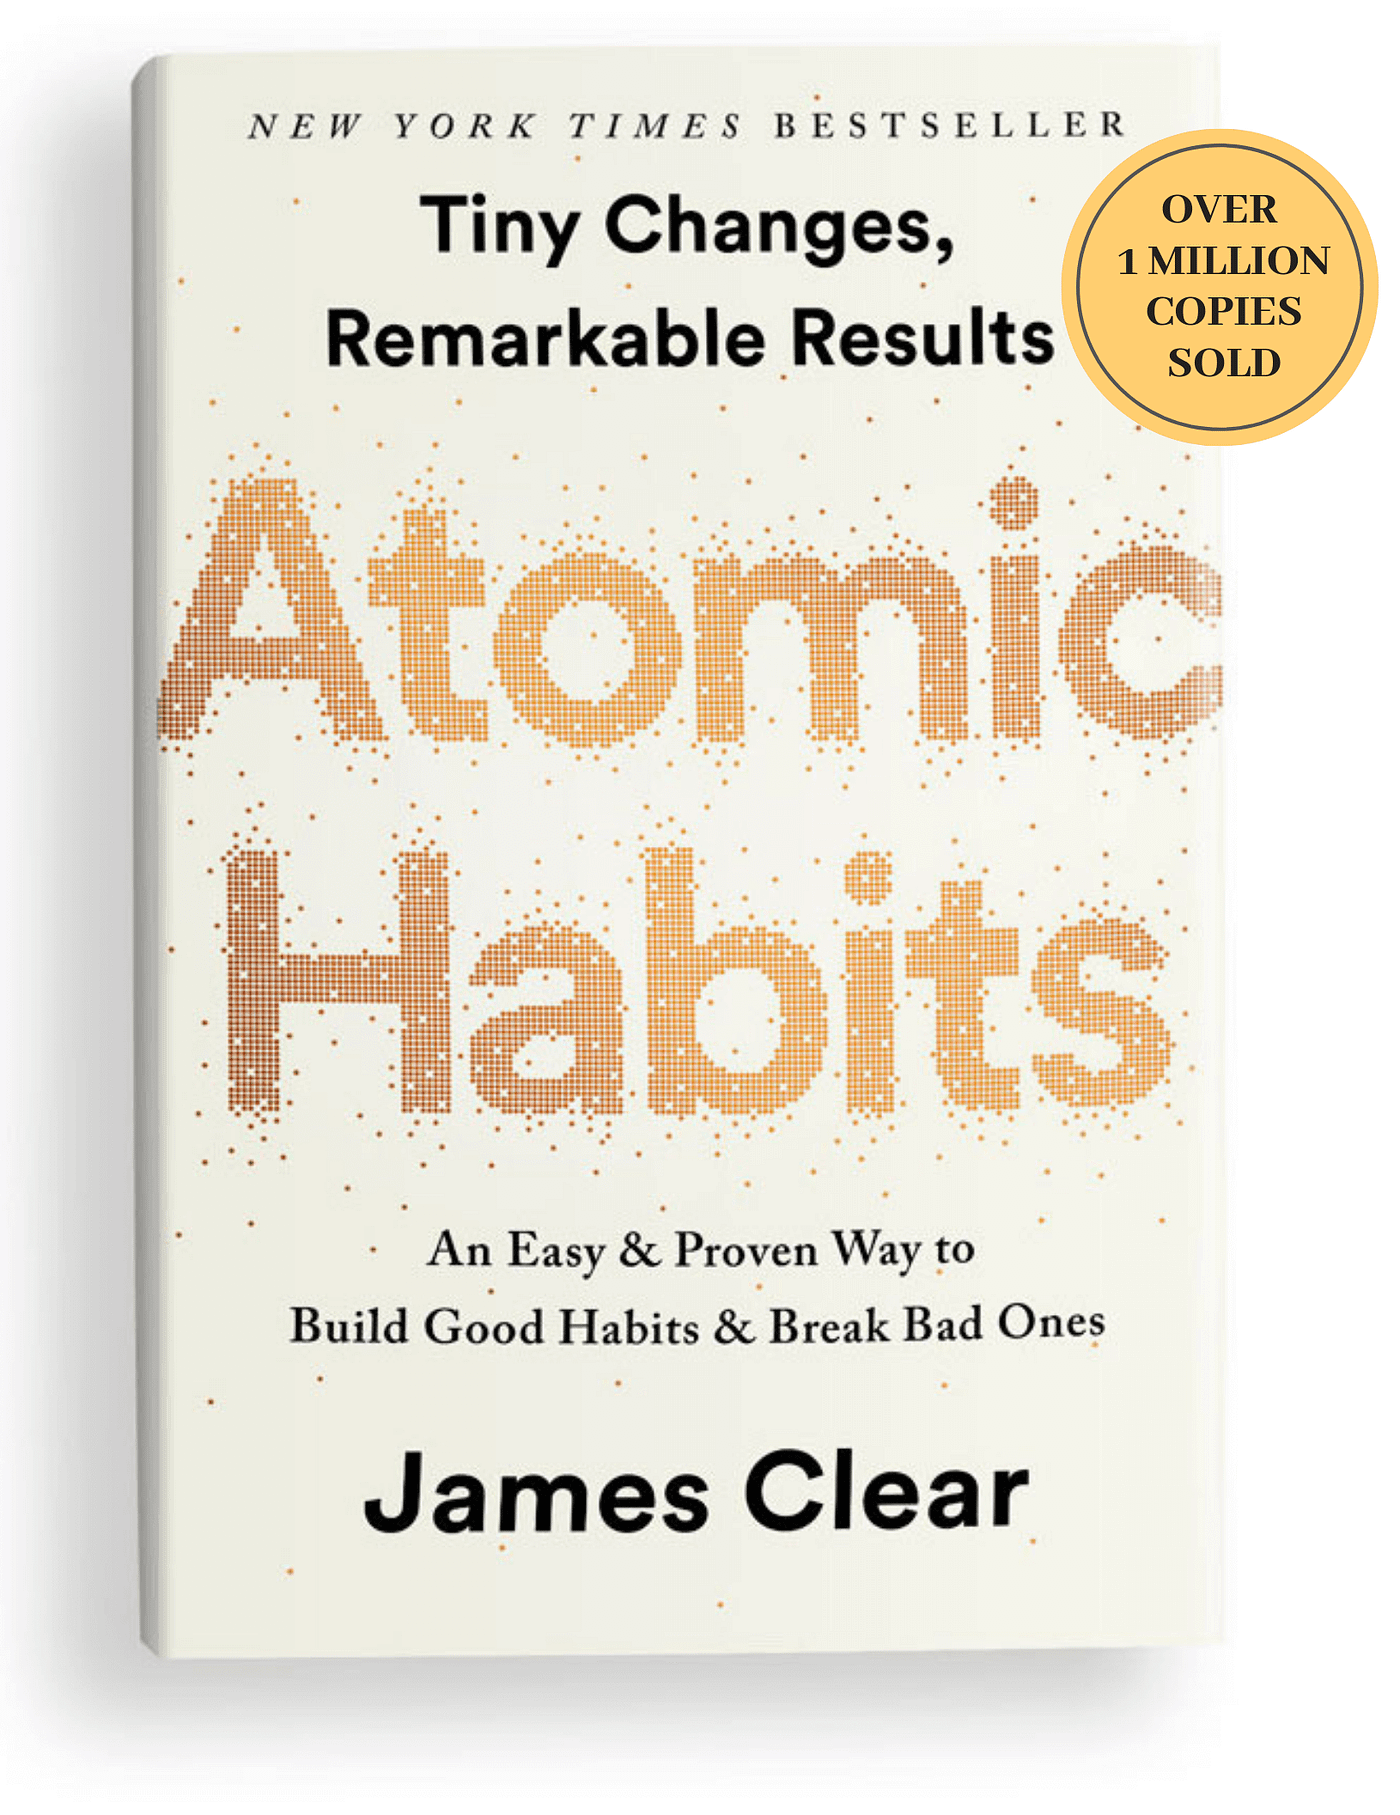 NEW YORK TIMES BESTSELLER
Tiny Changes,
Remarkable Results
OVER
1 MILLION
COPIES
SOLD
Atomic
Habits
An Easy & Proven Way to
Build Good Habits & Break Bad Ones
James Clear